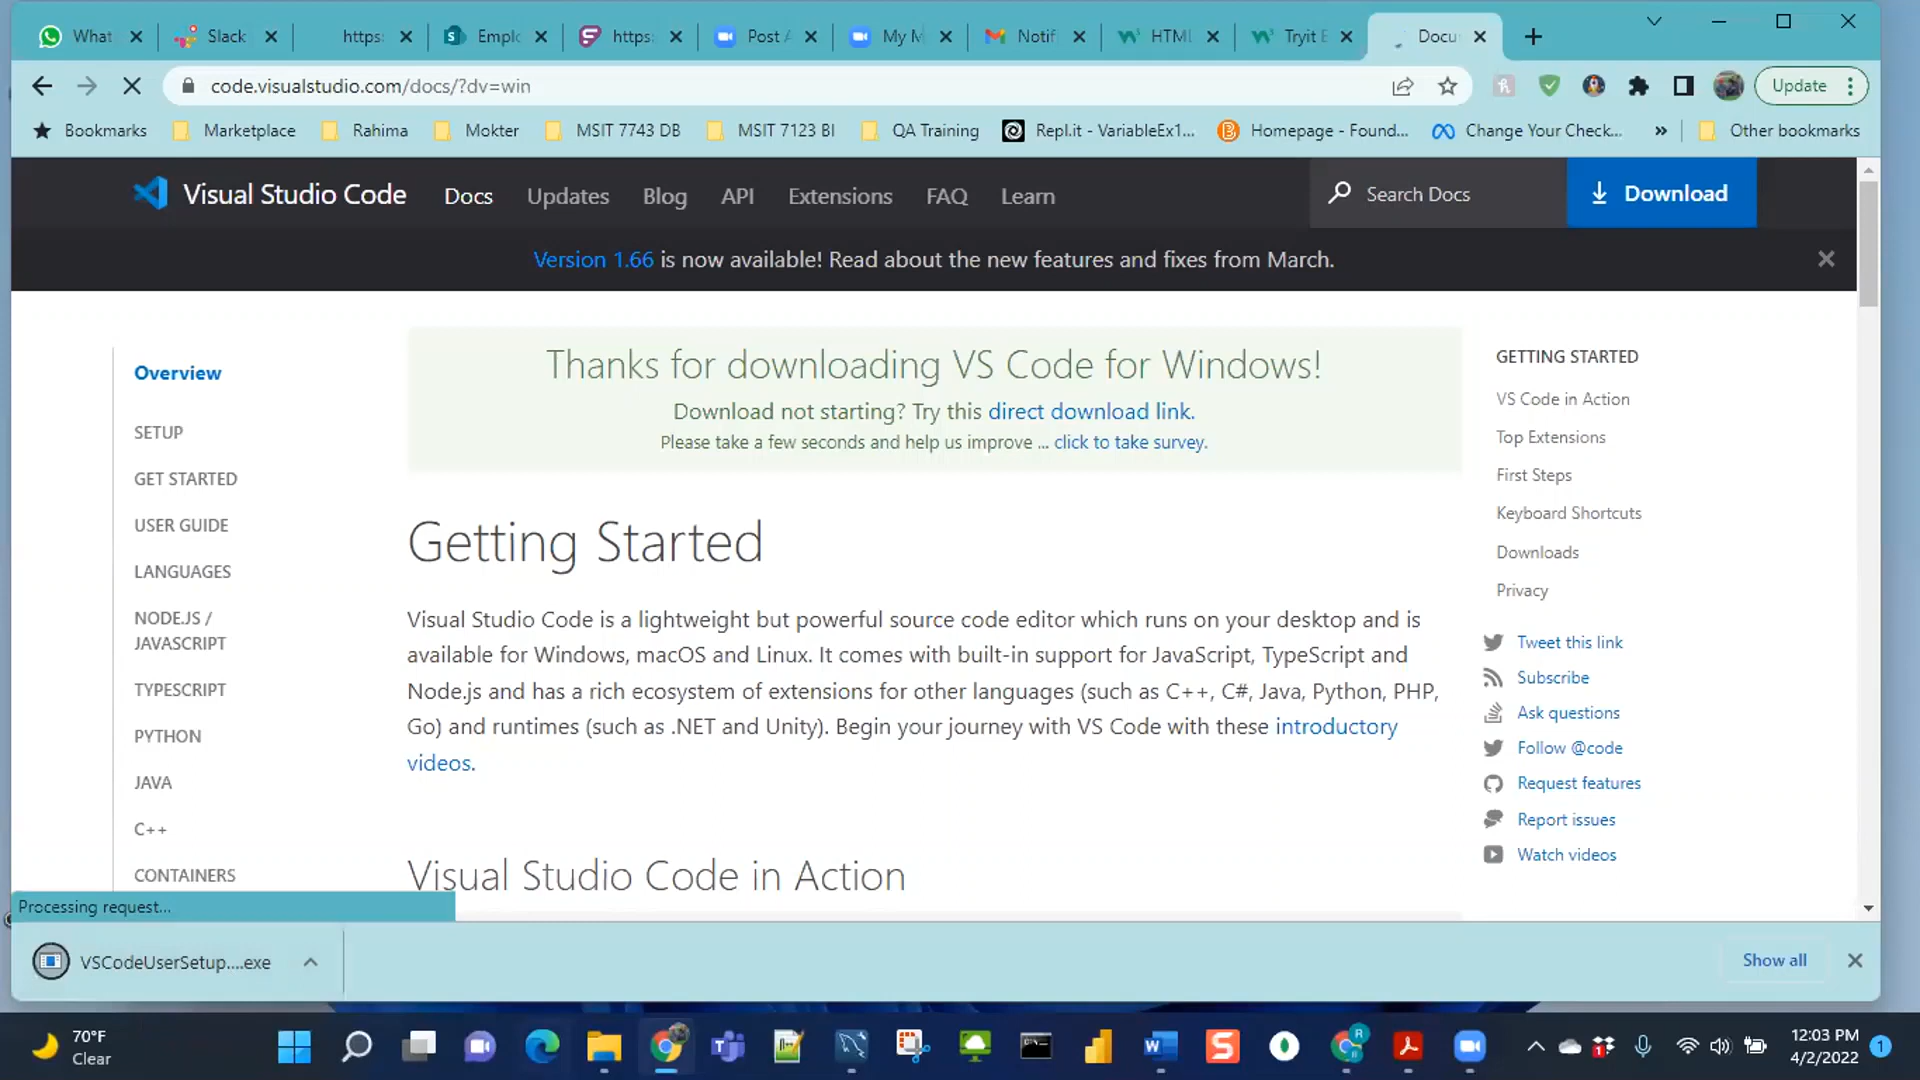 What
Slack
https:
Emplo
https:
Post A
My M
Notif
HTML
Tryit E
Docu
code.visualstudio.com/docs/?dv=win
Update
Bookmarks
Marketplace
Rahima
Mokter
MSIT 7743 DB
MSIT 7123 BI
QA Training
Repl.it - VariableEx1...
Homepage - Found...
Change Your Check...
»
Other bookmarks
Visual Studio Code
Docs
Updates
Blog
API
Extensions
FAQ
Learn
Search Docs
Download
Version 1.66 is now available! Read about the new features and fixes from March.
Overview
SETUP
GET STARTED
USER GUIDE
LANGUAGES
NODE.JS /
JAVASCRIPT
TYPESCRIPT
PYTHON
JAVA
C++
CONTAINERS
Thanks for downloading VS Code for Windows!
Download not starting? Try this direct download link.
Please take a few seconds and help us improve ... click to take survey.
Getting Started
Visual Studio Code is a lightweight but powerful source code editor which runs on your desktop and is
available for Windows, macOS and Linux. It comes with built-in support for JavaScript, TypeScript and
Node.js and has a rich ecosystem of extensions for other languages (such as C++, C#, Java, Python, PHP,
Go) and runtimes (such as .NET and Unity). Begin your journey with VS Code with these introductory
videos.
Visual Studio Code in Action
GETTING STARTED
VS Code in Action
Top Extensions
First Steps
Keyboard Shortcuts
Downloads
Privacy
Tweet this link
Subscribe
Ask questions
Follow @code
Request features
Report issues
Watch videos
Processing request...
VSCodeUserSetup....exe
Show all
70°F
Clear
12:03 PM
4/2/2022
1